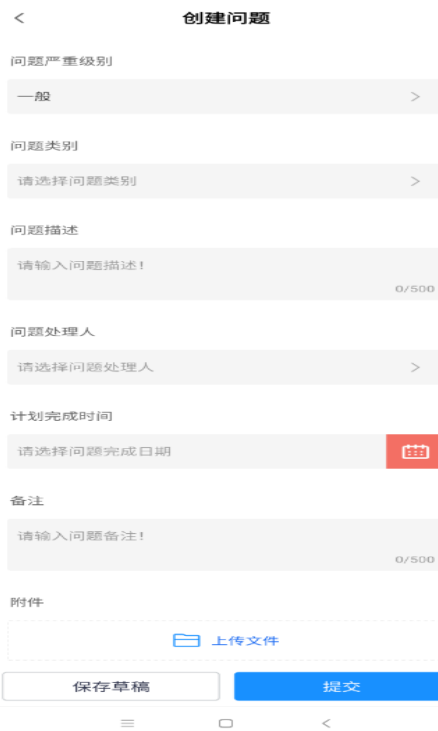 创建问题
问题严重级别
一般
问题类别
请选择问题类别
问题描述
请输入问题描述!
0/500
问题处理人
请选择问题处理人
计划完成时间
请选择问题完成日期
备注
请输入问题备注!
0/500
附件
上传文件
保存草稿
提交